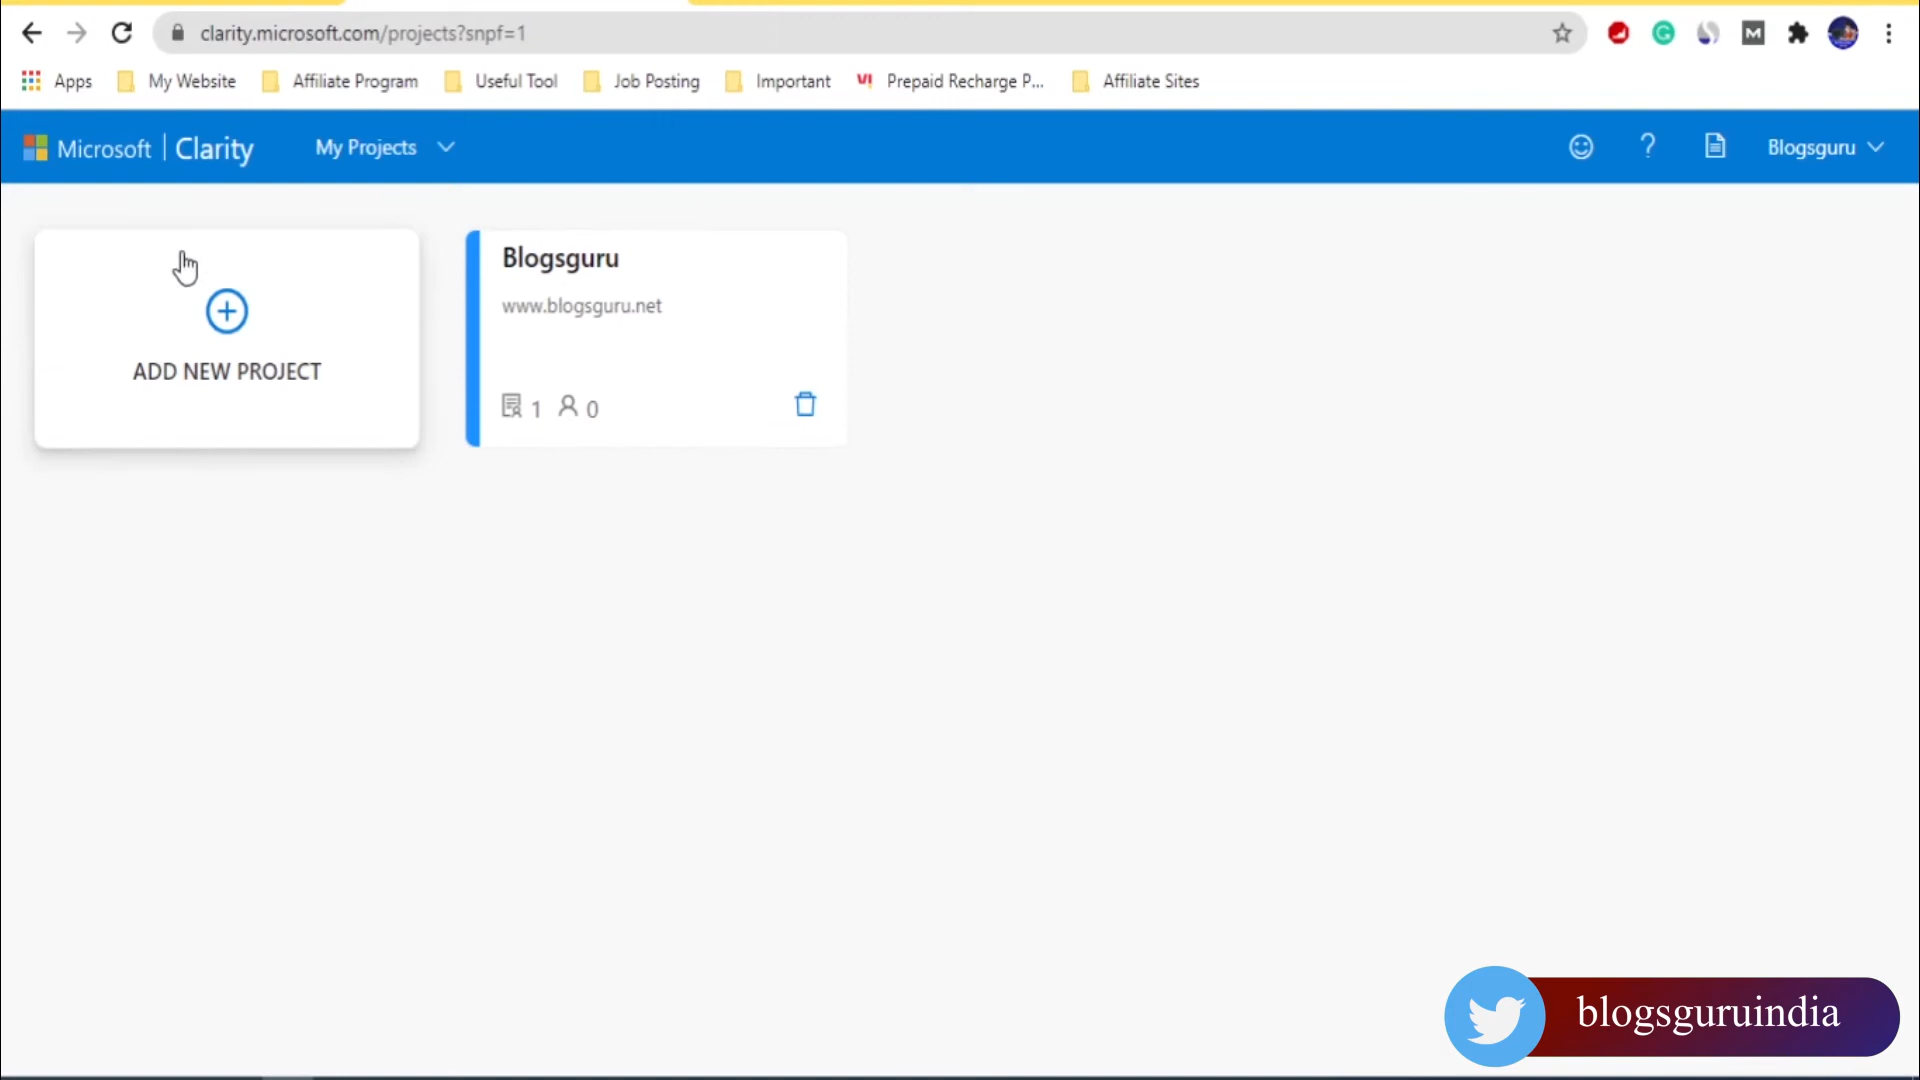 clarity.microsoft.com/projects?snpf=1
Apps My Website Affiliate Program Useful Tool Job Posting Important Prepaid Recharge P... Affiliate Sites
Microsoft | Clarity My Projects Blogsguru
ADD NEW PROJECT
Blogsguru
www.blogsguru.net
1 0
blogsguruindia